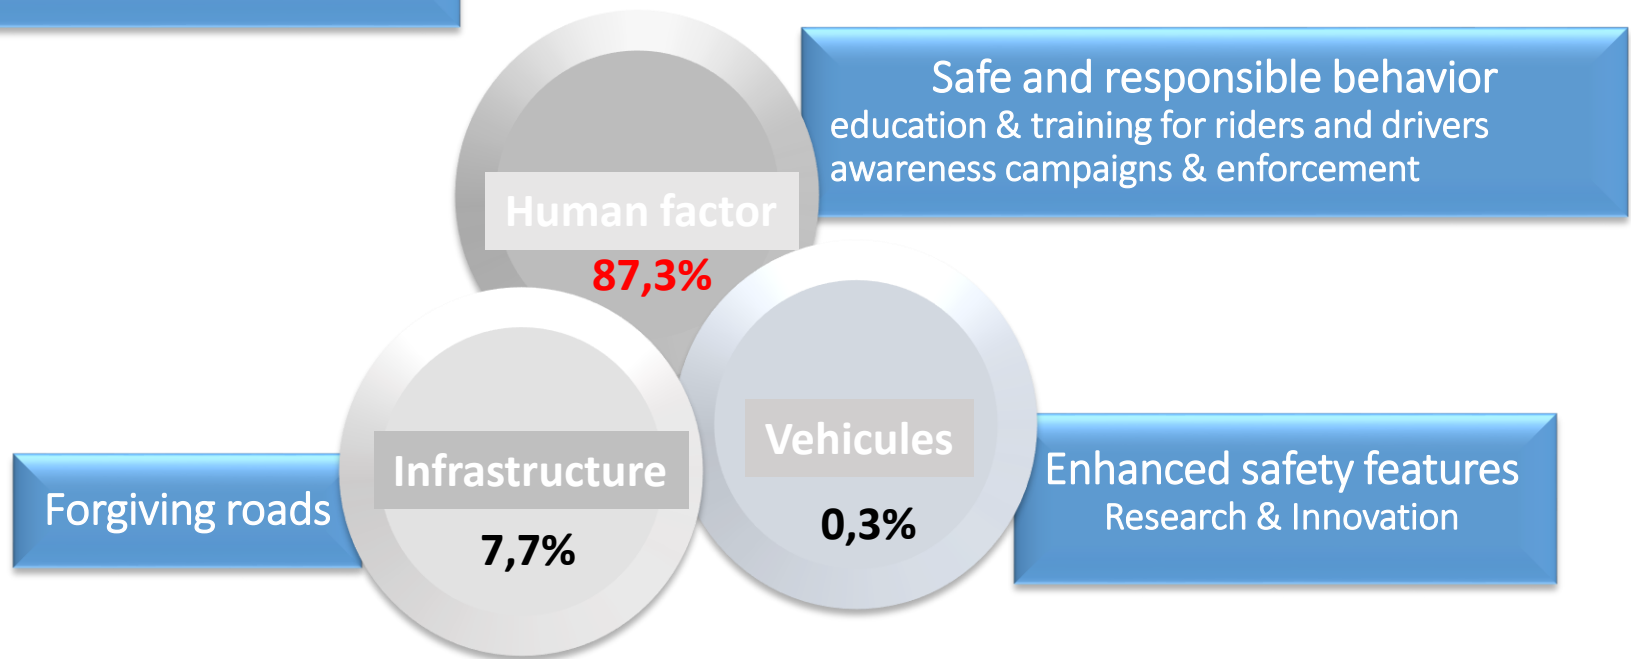 Safe and responsible behavior
education & training for riders and drivers
awareness campaigns & enforcement
Human factor
87,3%
Vehicules
0,3%
Enhanced safety features
Research & Innovation
Infrastructure
7,7%
Forgiving roads